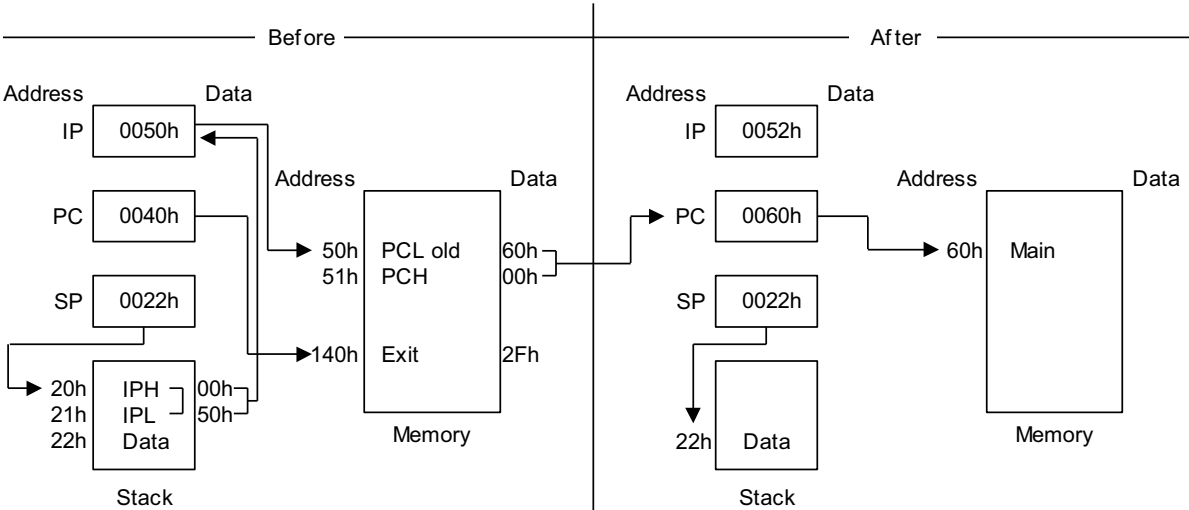 Before
After
Address Data
IP 0050h
PC 0040h
SP 0022h
20h IPH 00h
21h IPL 50h
22h Data
Stack
Address Data
50h PCL old 60h
51h PCH 00h
140h Exit 2Fh
Memory
Address Data
IP 0052h
PC 0060h
SP 0022h
22h Data
Stack
Address Data
60h Main
Memory